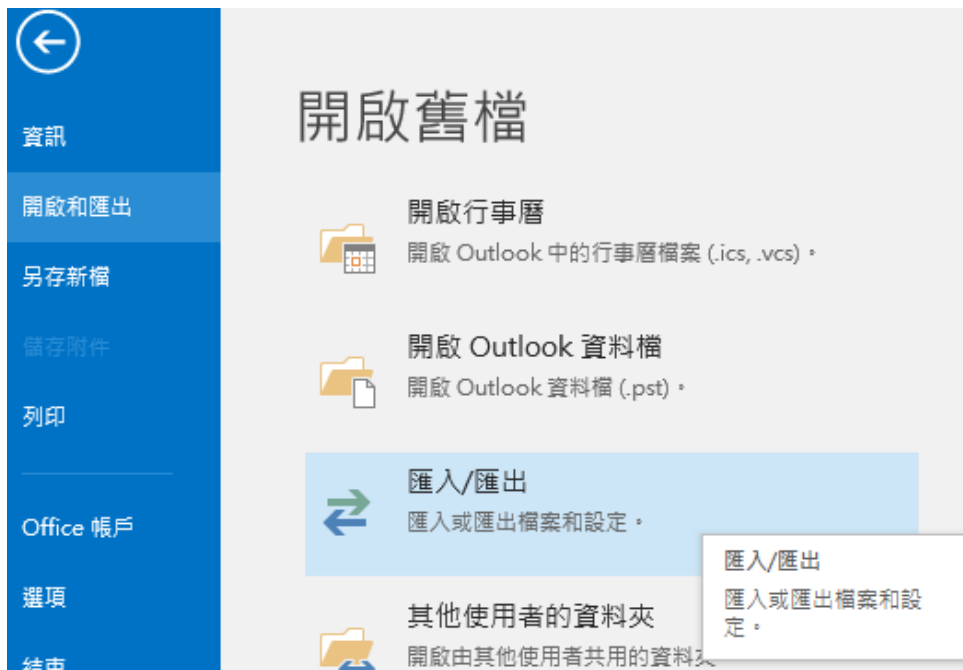 資訊
開啟和匯出
另存新檔
儲存附件
列印
Office 帳戶
選項
結束
開啟舊檔
開啟行事曆
開啟 Outlook 中的行事曆檔案 (.ics, .vcs)。
開啟 Outlook 資料檔
開啟 Outlook 資料檔 (.pst)。
匯入/匯出
匯入或匯出檔案和設定。
匯入/匯出
匯入或匯出檔案和設
定。
其他使用者的資料夾
開啟由其他使用者共用的資料夾